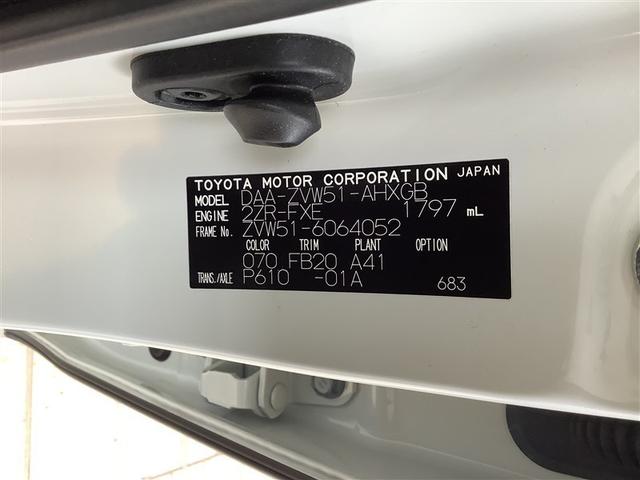 TOYOTA MOTOR CORPORATION JAPAN
MODEL DAA-ZVW51-AHXGB
ENGINE 2ZR-FXE 1797 mL
FRAME No. ZVW51-6064052
COLOR TRIM PLANT OPTION
070 FB20 A41
TRANS./AXLE P610 -01A 683